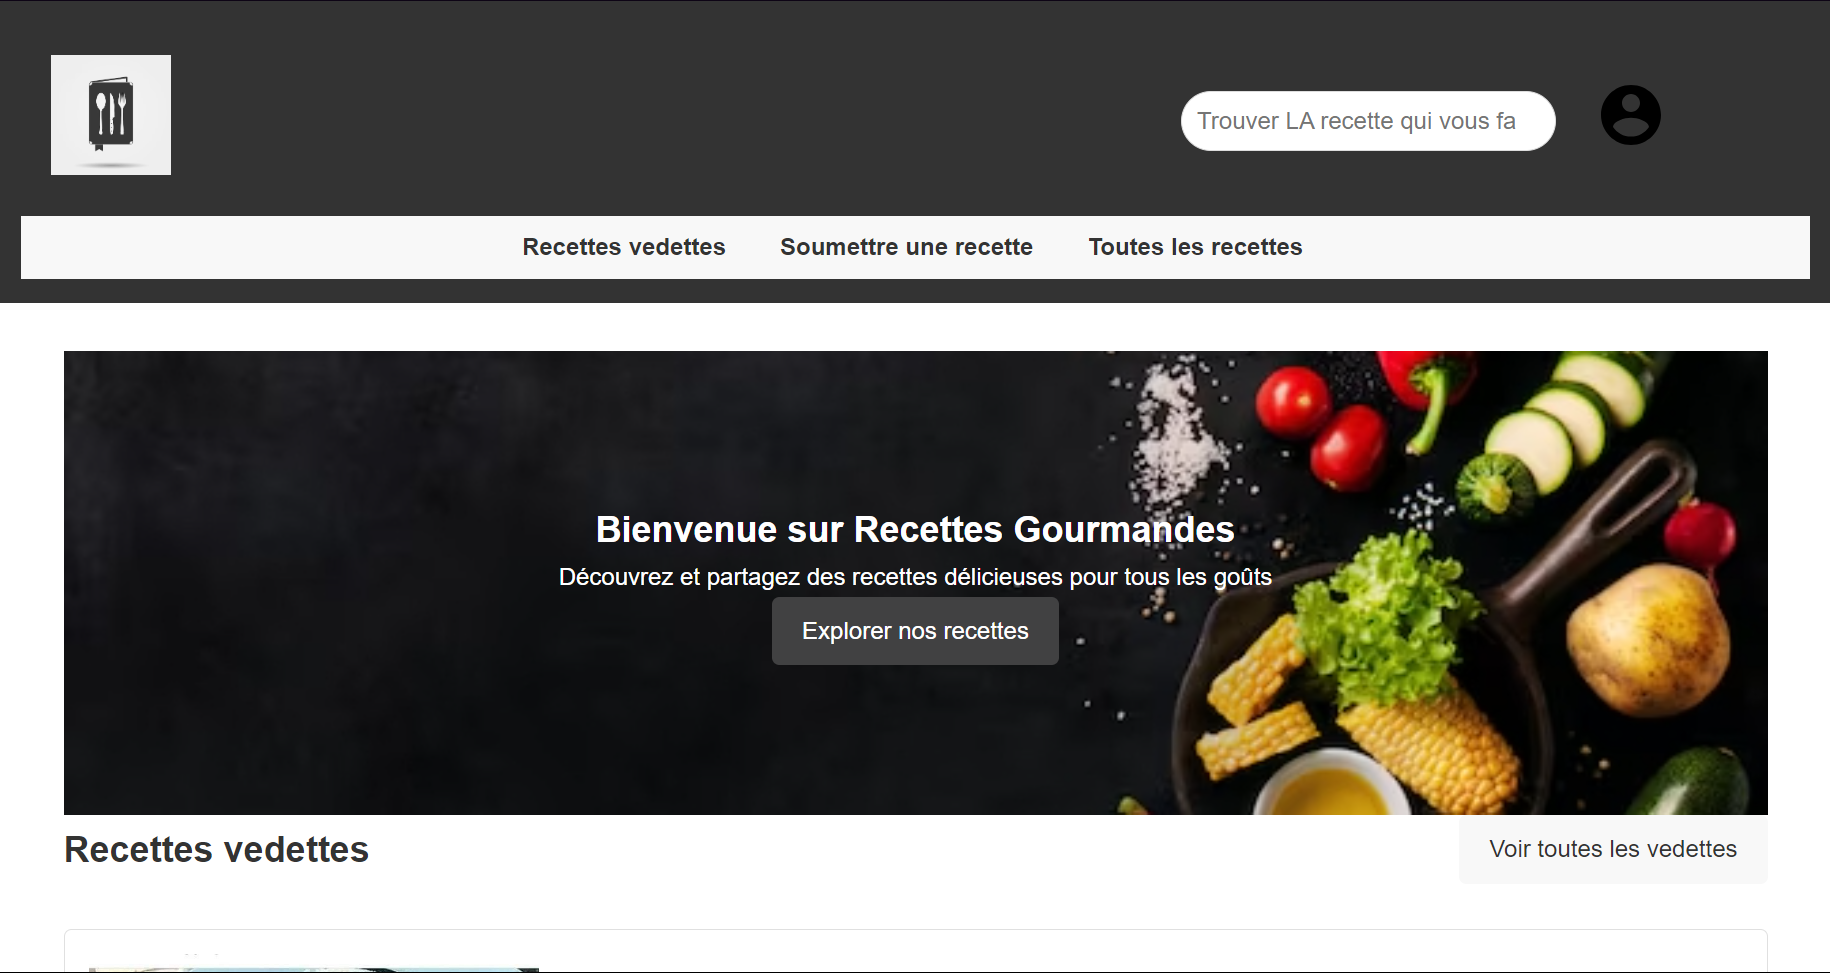 Trouver LA recette qui vous fa
Recettes vedettes
Soumettre une recette
Toutes les recettes
Bienvenue sur Recettes Gourmandes
Découvrez et partagez des recettes délicieuses pour tous les goûts
Explorer nos recettes
Recettes vedettes
Voir toutes les vedettes